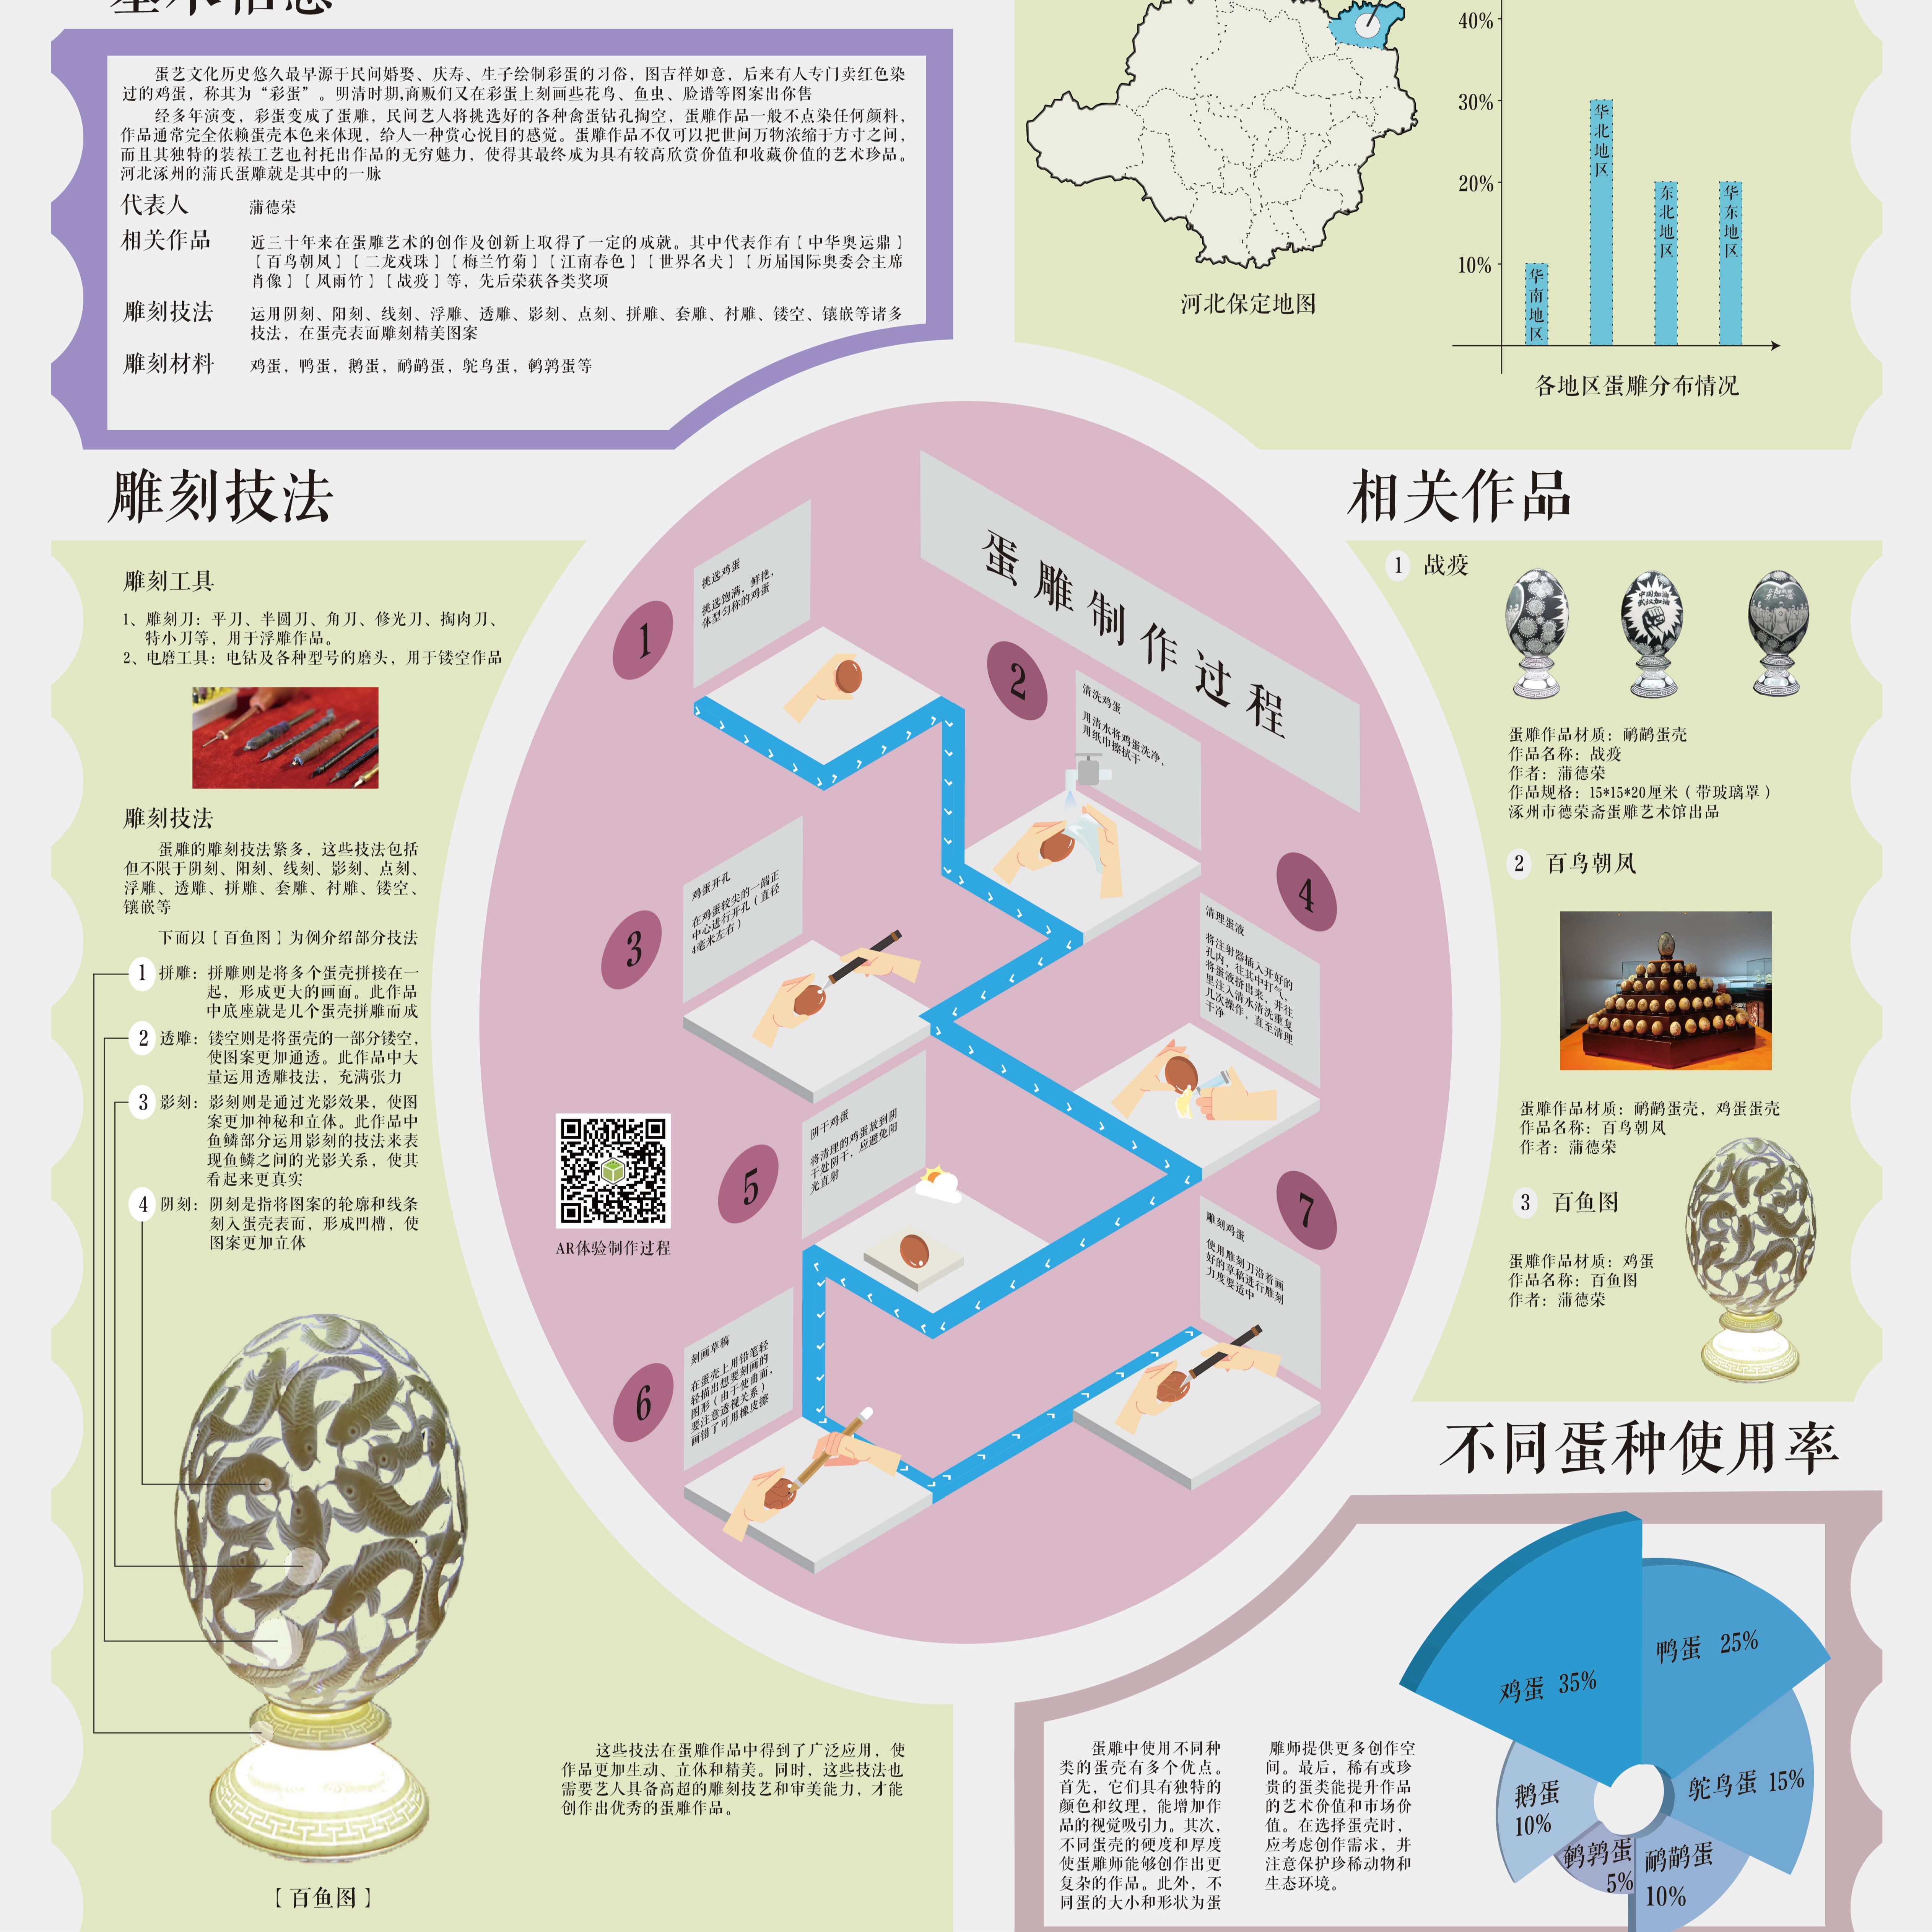 基本信息
蛋艺文化历史悠久最早源于民间婚娶、庆寿、生子绘制彩蛋的习俗，图吉祥如意，后来有人专门卖红色染
过的鸡蛋，称其为“彩蛋”。明清时期,商贩们又在彩蛋上刻画些花鸟、鱼虫、脸谱等图案出你售
经多年演变，彩蛋变成了蛋雕，民间艺人将挑选好的各种禽蛋钻孔掏空，蛋雕作品一般不点染任何颜料，
作品通常完全依赖蛋壳本色来体现，给人一种赏心悦目的感觉。蛋雕作品不仅可以把世间万物浓缩于方寸之间，
而且其独特的装裱工艺也衬托出作品的无穷魅力，使得其最终成为具有较高欣赏价值和收藏价值的艺术珍品。
河北涿州的蒲氏蛋雕就是其中的一脉
代表人 蒲德荣
相关作品 近三十年来在蛋雕艺术的创作及创新上取得了一定的成就。其中代表作有［中华奥运鼎］
［百鸟朝凤］［二龙戏珠］［梅兰竹菊］［江南春色］［世界名犬］［历届国际奥委会主席
肖像］［风雨竹］［战疫］等，先后荣获各类奖项
雕刻技法 运用阴刻、阳刻、线刻、浮雕、透雕、影刻、点刻、拼雕、套雕、衬雕、镂空、镶嵌等诸多
技法，在蛋壳表面雕刻精美图案
雕刻材料 鸡蛋，鸭蛋，鹅蛋，鸸鹋蛋，鸵鸟蛋，鹌鹑蛋等
河北保定地图
40%
30%
20%
10%
华南地区
华北地区
东北地区
华东地区
各地区蛋雕分布情况
雕刻技法
雕刻工具
1、雕刻刀：平刀、半圆刀、角刀、修光刀、掏肉刀、
特小刀等，用于浮雕作品。
2、电磨工具：电钻及各种型号的磨头，用于镂空作品
雕刻技法
蛋雕的雕刻技法繁多，这些技法包括
但不限于阴刻、阳刻、线刻、影刻、点刻、
浮雕、透雕、拼雕、套雕、衬雕、镂空、
镶嵌等
下面以［百鱼图］为例介绍部分技法
1 拼雕：拼雕则是将多个蛋壳拼接在一
起，形成更大的画面。此作品
中底座就是几个蛋壳拼雕而成
2 透雕：镂空则是将蛋壳的一部分镂空，
使图案更加通透。此作品中大
量运用透雕技法，充满张力
3 影刻：影刻则是通过光影效果，使图
案更加神秘和立体。此作品中
鱼鳞部分运用影刻的技法来表
现鱼鳞之间的光影关系，使其
看起来更真实
4 阴刻：阴刻是指将图案的轮廓和线条
刻入蛋壳表面，形成凹槽，使
图案更加立体
［百鱼图］
这些技法在蛋雕作品中得到了广泛应用，使
作品更加生动、立体和精美。同时，这些技法也
需要艺人具备高超的雕刻技艺和审美能力，才能
创作出优秀的蛋雕作品。
蛋雕制作过程
1
挑选鸡蛋
挑选饱满，鲜艳，
体型匀称的鸡蛋
2
清洗鸡蛋
用清水将鸡蛋洗净，
用纸巾擦拭干
3
鸡蛋开孔
在鸡蛋较尖的一端正
中心进行开孔（直径
4毫米左右）
4
清理蛋液
将注射器插入开好的
孔内，往其中打气，
将蛋液挤出来，并往
里注入清水清洗重复
几次操作，直至清理
干净
5
阴干鸡蛋
将清理的鸡蛋放到阴
干处阴干，应避免阳
光直射
6
刻画草稿
在蛋壳上用铅笔轻
轻描出想要刻画的
图形（由于使曲面，
要注意透视关系）
画错了可用橡皮擦
7
雕刻鸡蛋
使用雕刻刀沿着画
好的草稿进行雕刻
力度要适中
AR体验制作过程
相关作品
1 战疫
中国加油
武汉加油
蛋雕作品材质：鸸鹋蛋壳
作品名称：战疫
作者：蒲德荣
作品规格：15*15*20厘米（带玻璃罩）
涿州市德荣斋蛋雕艺术馆出品
2 百鸟朝凤
蛋雕作品材质：鸸鹋蛋壳，鸡蛋蛋壳
作品名称：百鸟朝凤
作者：蒲德荣
3 百鱼图
蛋雕作品材质：鸡蛋
作品名称：百鱼图
作者：蒲德荣
不同蛋种使用率
鸡蛋 35%
鸭蛋 25%
鸵鸟蛋 15%
鸸鹋蛋
10%
鹌鹑蛋
5%
鹅蛋
10%
蛋雕中使用不同种
类的蛋壳有多个优点。
首先，它们具有独特的
颜色和纹理，能增加作
品的视觉吸引力。其次，
不同蛋壳的硬度和厚度
使蛋雕师能够创作出更
复杂的作品。此外，不
同蛋的大小和形状为蛋
雕师提供更多创作空
间。最后，稀有或珍
贵的蛋类能提升作品
的艺术价值和市场价
值。在选择蛋壳时，
应考虑创作需求，并
注意保护珍稀动物和
生态环境。